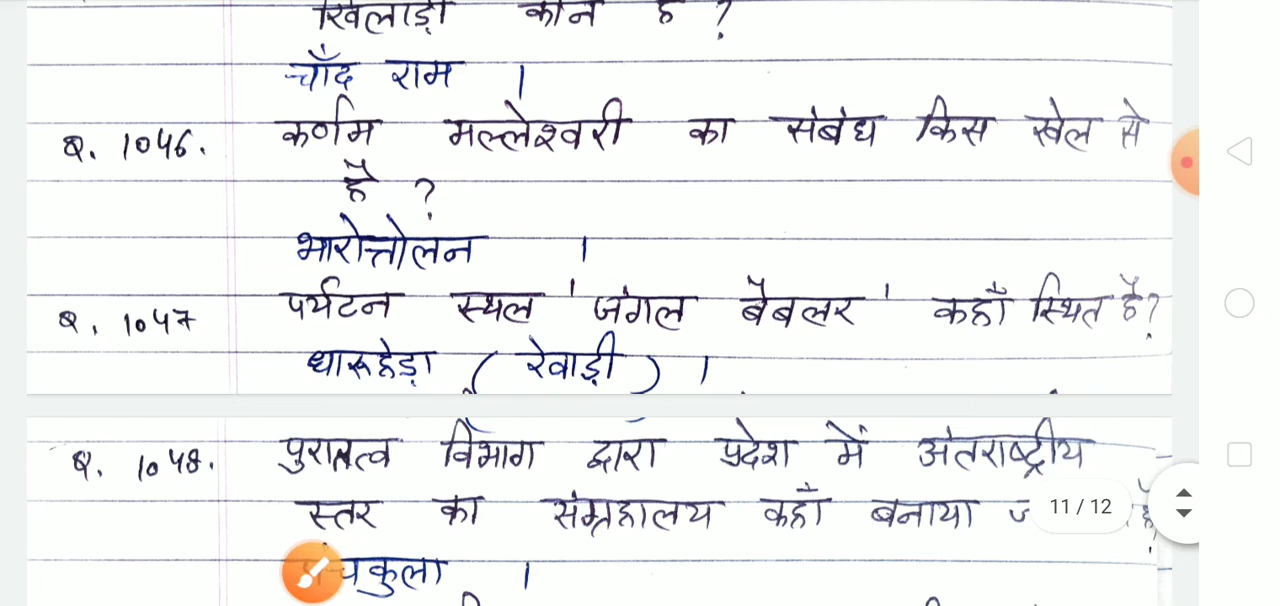 खिलाड़ी कौन है ?
चाँद राम ।
Q. 1046. कर्णम मल्लेश्वरी का संबंध किस खेल से
है ?
भारोत्तोलन ।
Q. 1047 पर्यटन स्थल 'जंगल बैबलर' कहाँ स्थित है?
धारूहेड़ा ( रेवाड़ी ) ।
Q. 1048. पुरातत्व विभाग द्वारा प्रदेश में अंतराष्ट्रीय
स्तर का संग्रहालय कहाँ बनाया
11 / 12